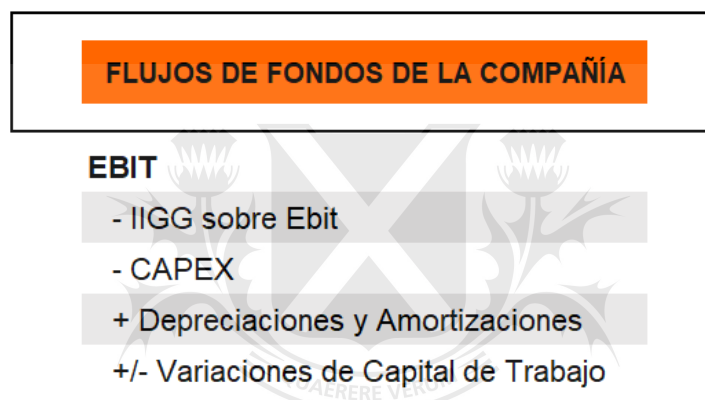 FLUJOS DE FONDOS DE LA COMPAÑÍA
EBIT
- IIGG sobre Ebit
- CAPEX
+ Depreciaciones y Amortizaciones
+/- Variaciones de Capital de Trabajo